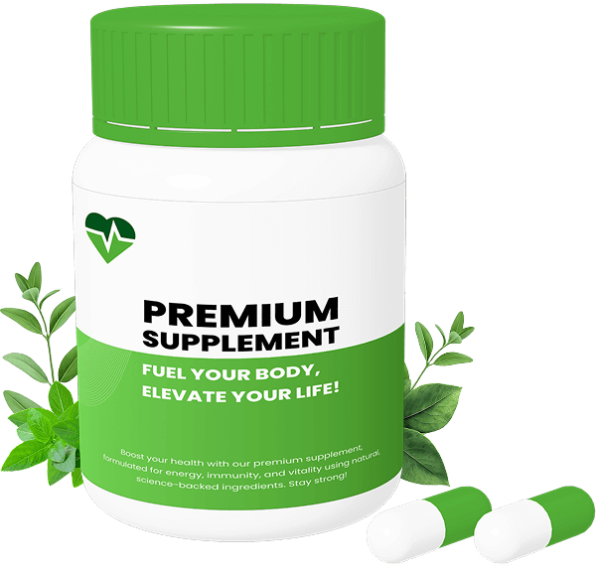 PREMIUM
SUPPLEMENT
FUEL YOUR BODY,
ELEVATE YOUR LIFE!
Boost your health with our premium supplement,
formulated for energy, immunity, and vitality using natural,
science-backed ingredients. Stay strong!